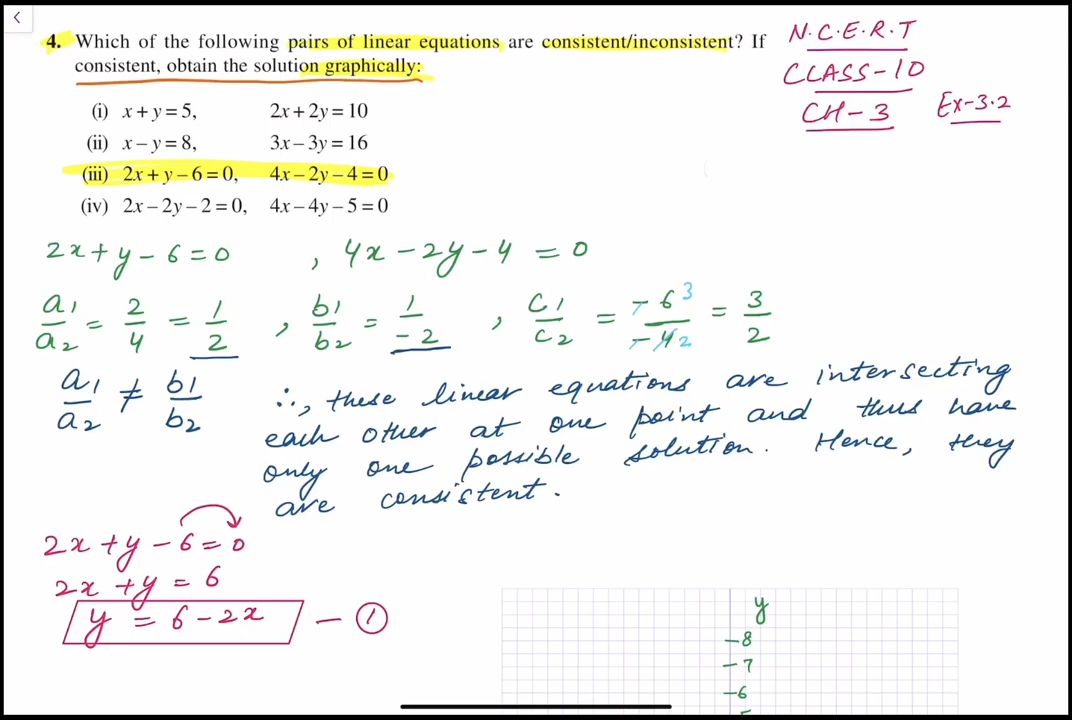 4. Which of the following pairs of linear equations are consistent/inconsistent? If
consistent, obtain the solution graphically:
N.C.E.R.T
CLASS-10
CH-3 Ex-3.2
(i) x + y = 5, 2x + 2y = 10
(ii) x – y = 8, 3x – 3y = 16
(iii) 2x + y – 6 = 0, 4x – 2y – 4 = 0
(iv) 2x – 2y – 2 = 0, 4x – 4y – 5 = 0
2x + y - 6 = 0 , 4x - 2y - 4 = 0
a1/a2 = 2/4 = 1/2 , b1/b2 = 1/-2 , c1/c2 = -6 3/-4 2 = 3/2
a1/a2 ≠ b1/b2 ∴, these linear equations are intersecting
each other at one point and thus have
only one possible solution. Hence, they
are consistent.
2x + y - 6 = 0
2x + y = 6
y = 6 - 2x — ①
y
-8
-7
-6